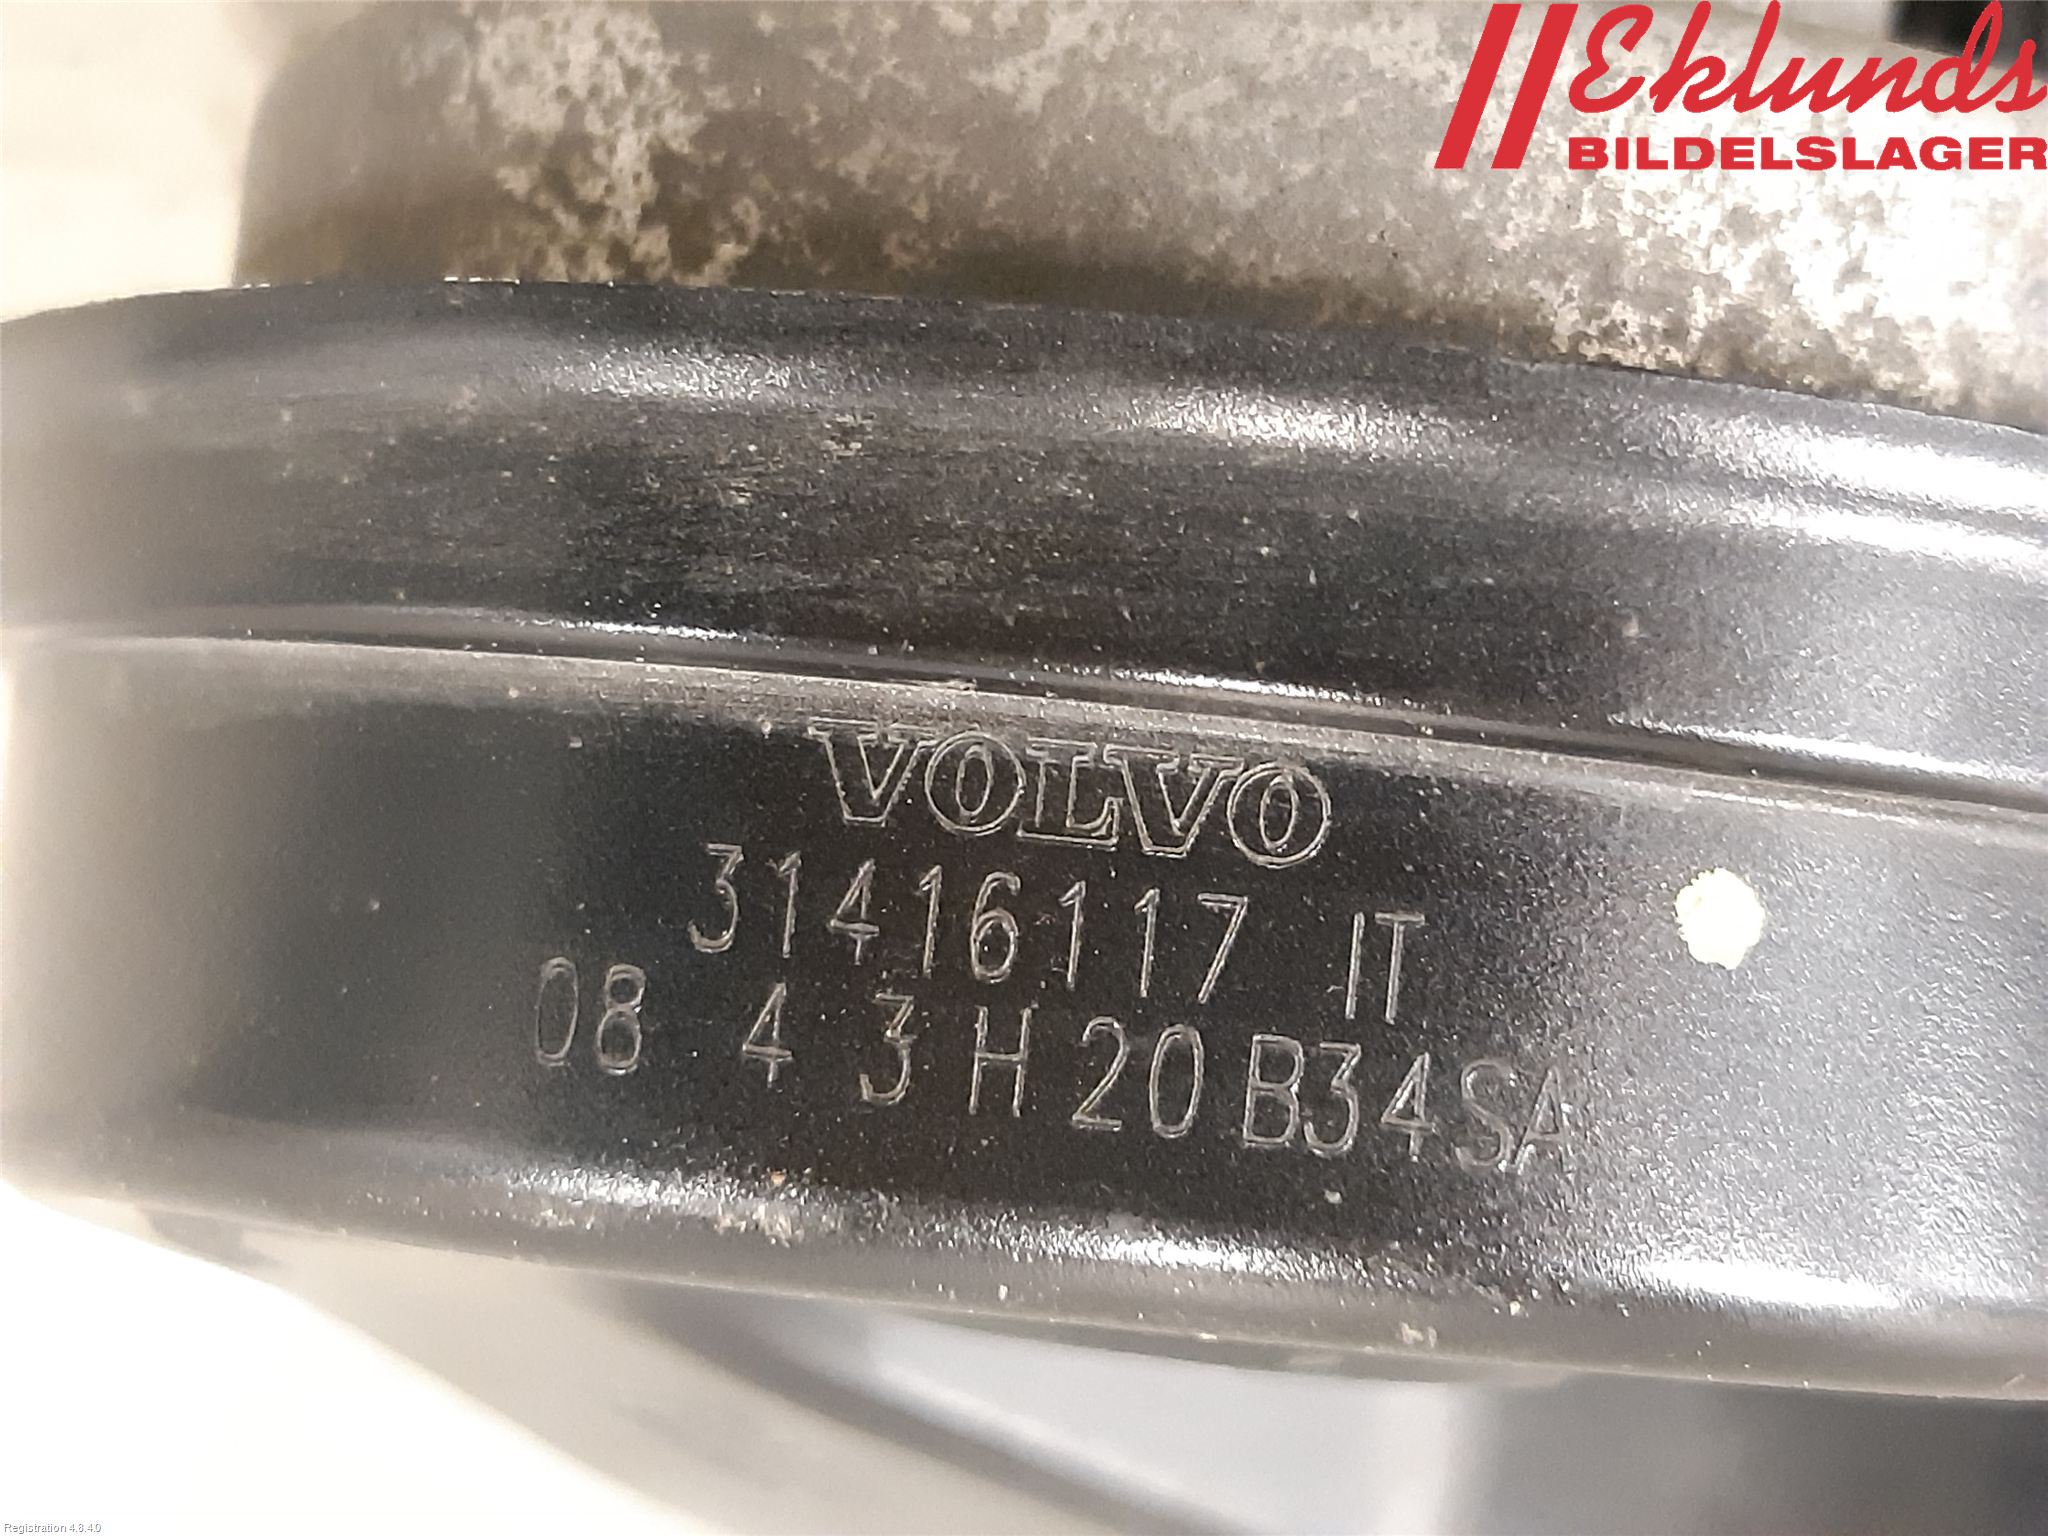 Eklunds
BILDELSLAGER
VOLVO
31416117 IT
08 4 3 H 20 B34SA
Registration 4.8.4.0